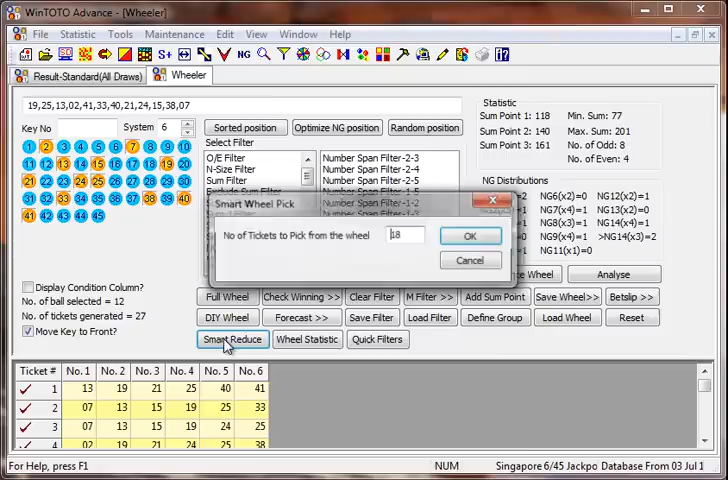 WinTOTO Advance - [Wheeler]
File Statistic Tools Maintenance Edit View Window Help
S+ NG
Result-Standard(All Draws) Wheeler
19,25,13,02,41,33,40,21,24,15,38,07
Key No System 6
Sorted position Optimize NG position Random position
Select Filter
1 2 3 4 5 6 7 8 9 10
11 12 13 14 15 16 17 18 19 20
21 22 23 24 25 26 27 28 29 30
31 32 33 34 35 36 37 38 39 40
41 42 43 44 45
O/E Filter
N-Size Filter
Sum Filter
Number Span Filter-2-3
Number Span Filter-2-4
Number Span Filter-2-5
Statistic
Sum Point 1: 118 Min. Sum: 77
Sum Point 2: 140 Max. Sum: 201
Sum Point 3: 161 No. of Odd: 8
No. of Even: 4
NG Distributions
=2 NG6(x2)=0 NG12(x2)=1
NG7(x4)=1 NG13(x4)=1
NG9(x4)=1 >NG14(x3)=2
NG11(x1)=0
Smart Wheel Pick
No of Tickets to Pick from the wheel 18 OK
Cancel
Display Condition Column?
No. of ball selected = 12
No. of tickets generated = 27
Move Key to Front?
Wheel Analyse
Full Wheel Check Winning >> Clear Filter M Filter >> Add Sum Point Save Wheel>> Betslip >>
DIY Wheel Forecast >> Save Filter Load Filter Define Group Load Wheel Reset
Smart Reduce Wheel Statistic Quick Filters
Ticket # No. 1 No. 2 No. 3 No. 4 No. 5 No. 6
1 13 19 21 25 40 41
2 07 13 15 19 25 33
3 07 13 15 19 24 25
4 02 19 21 24 25 38
For Help, press F1 NUM Singapore 6/45 Jackpo Database From 03 Jul 1